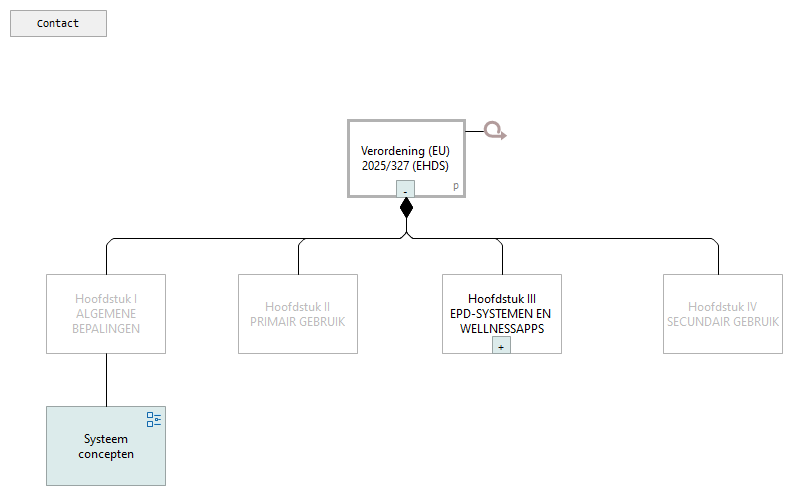 Contact
Verordening (EU)
2025/327 (EHDS)
-
p
Hoofdstuk I
ALGEMENE
BEPALINGEN
Hoofdstuk II
PRIMAIR GEBRUIK
Hoofdstuk III
EPD-SYSTEMEN EN
WELLNESSAPPS
+
Hoofdstuk IV
SECUNDAIR GEBRUIK
Systeem
concepten